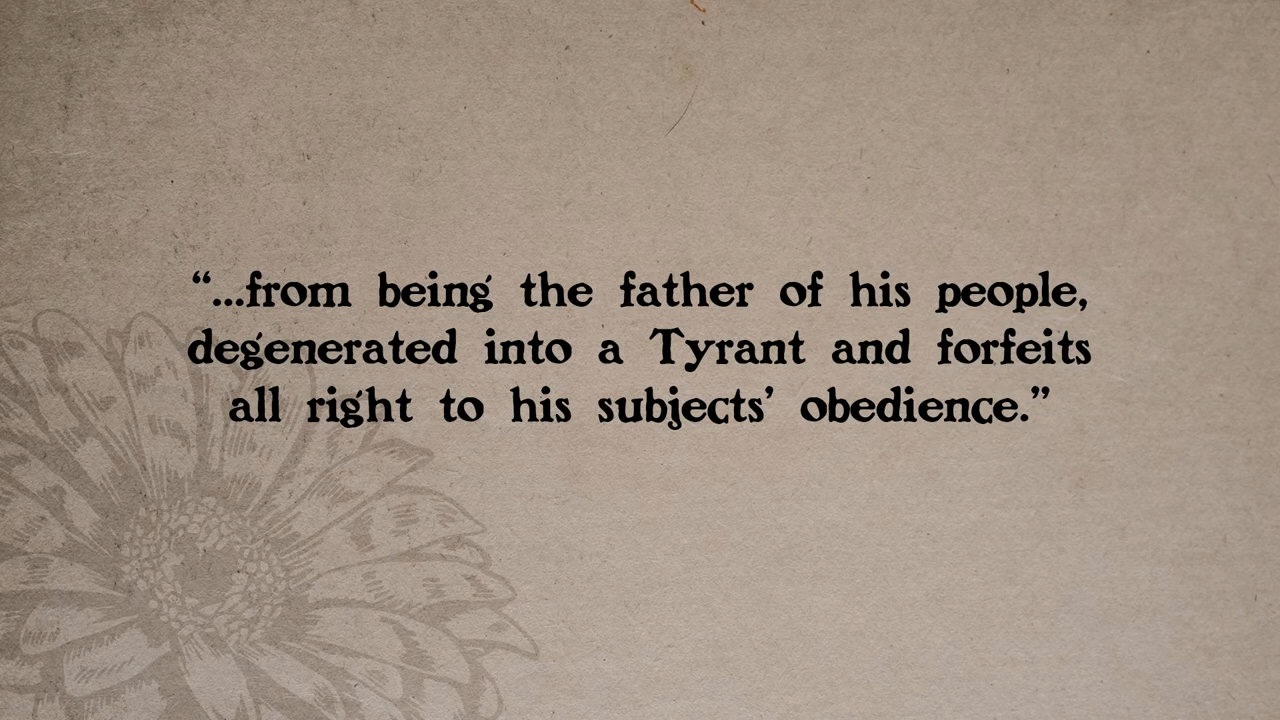 “...from being the father of his people,
degenerated into a Tyrant and forfeits
all right to his subjects’ obedience.”